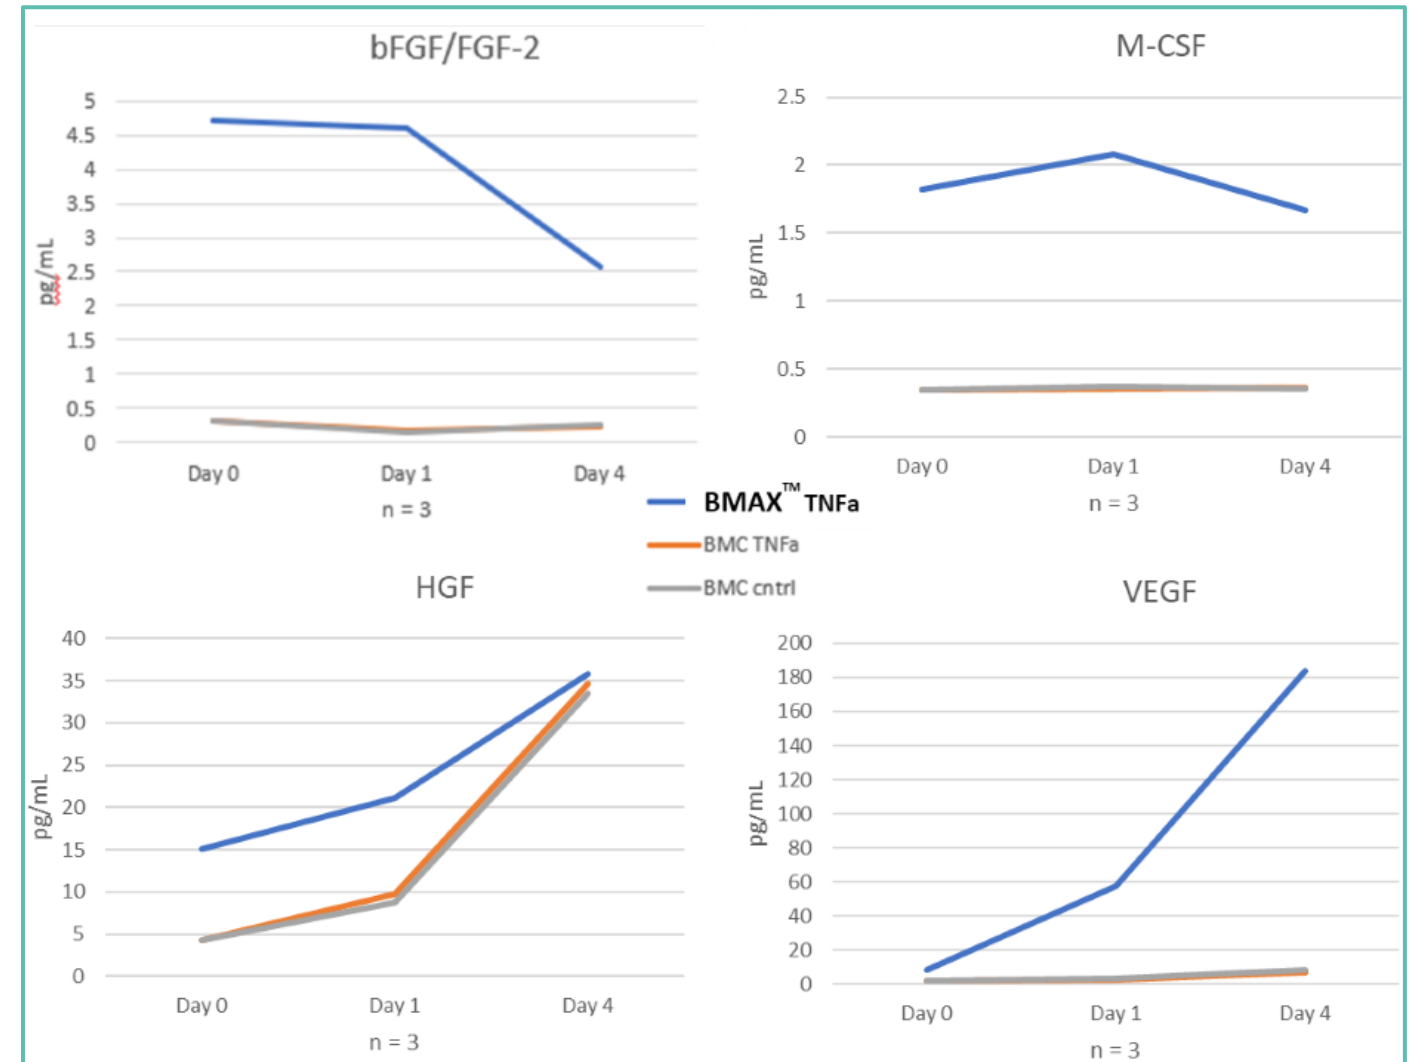 bFGF/FGF-2
5
4.5
4
3.5
3
2.5
2
1.5
1
0.5
0
pg/mL
Day 0 Day 1 Day 4
n = 3
M-CSF
2.5
2
1.5
1
0.5
0
pg/mL
Day 0 Day 1 Day 4
n = 3
BMAX™ TNFa
BMC TNFa
BMC cntrl
HGF
40
35
30
25
20
15
10
5
0
pg/mL
Day 0 Day 1 Day 4
n = 3
VEGF
200
180
160
140
120
100
80
60
40
20
0
pg/mL
Day 0 Day 1 Day 4
n = 3